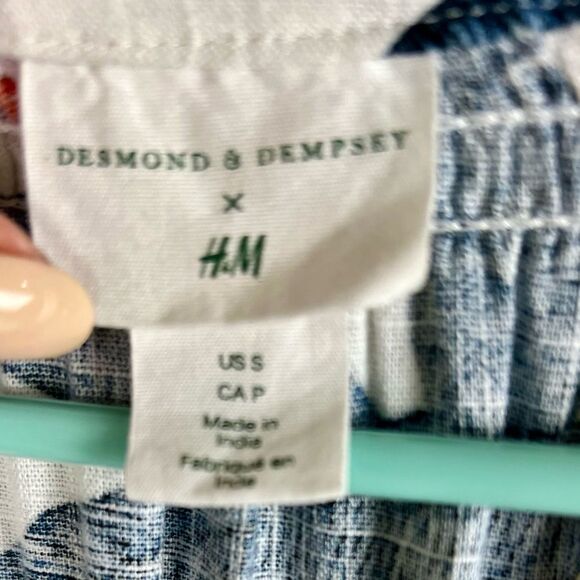 DESMOND & DEMPSEY
x
H&M
US S
CA P
Made in
India
Fabriqué en
Inde